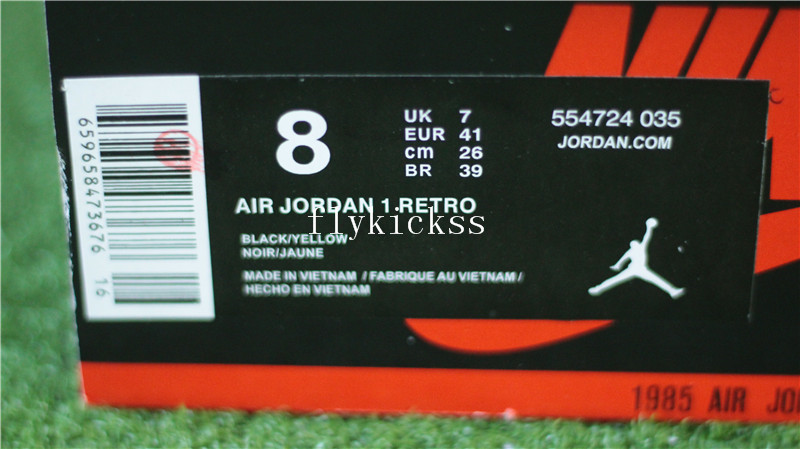 8
UK 7
EUR 41
cm 26
BR 39
554724 035
JORDAN.COM
AIR JORDAN 1 RETRO
flykickss
BLACK/YELLOW
NOIR/JAUNE
MADE IN VIETNAM / FABRIQUE AU VIETNAM /
HECHO EN VIETNAM
659658473676 16
1985 AIR JO